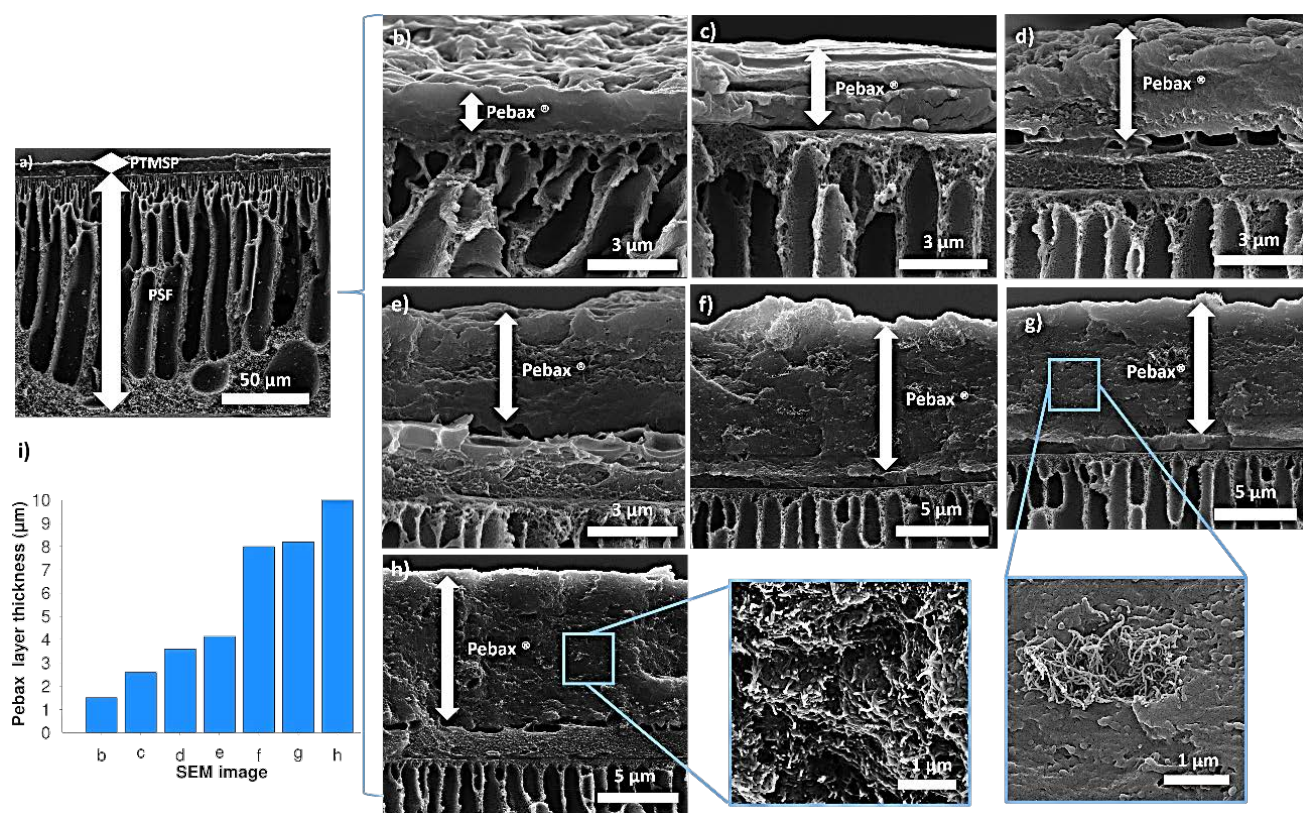 a)
PTMSP
PSF
50 µm
b)
Pebax ®
3 µm
c)
Pebax ®
3 µm
d)
Pebax ®
3 µm
e)
Pebax ®
3 µm
f)
Pebax ®
5 µm
g)
Pebax®
5 µm
h)
Pebax ®
5 µm
1 µm
1 µm
i)
Pebax layer thickness (µm)
10
9
8
7
6
5
4
3
2
1
0
b c d e f g h
SEM image